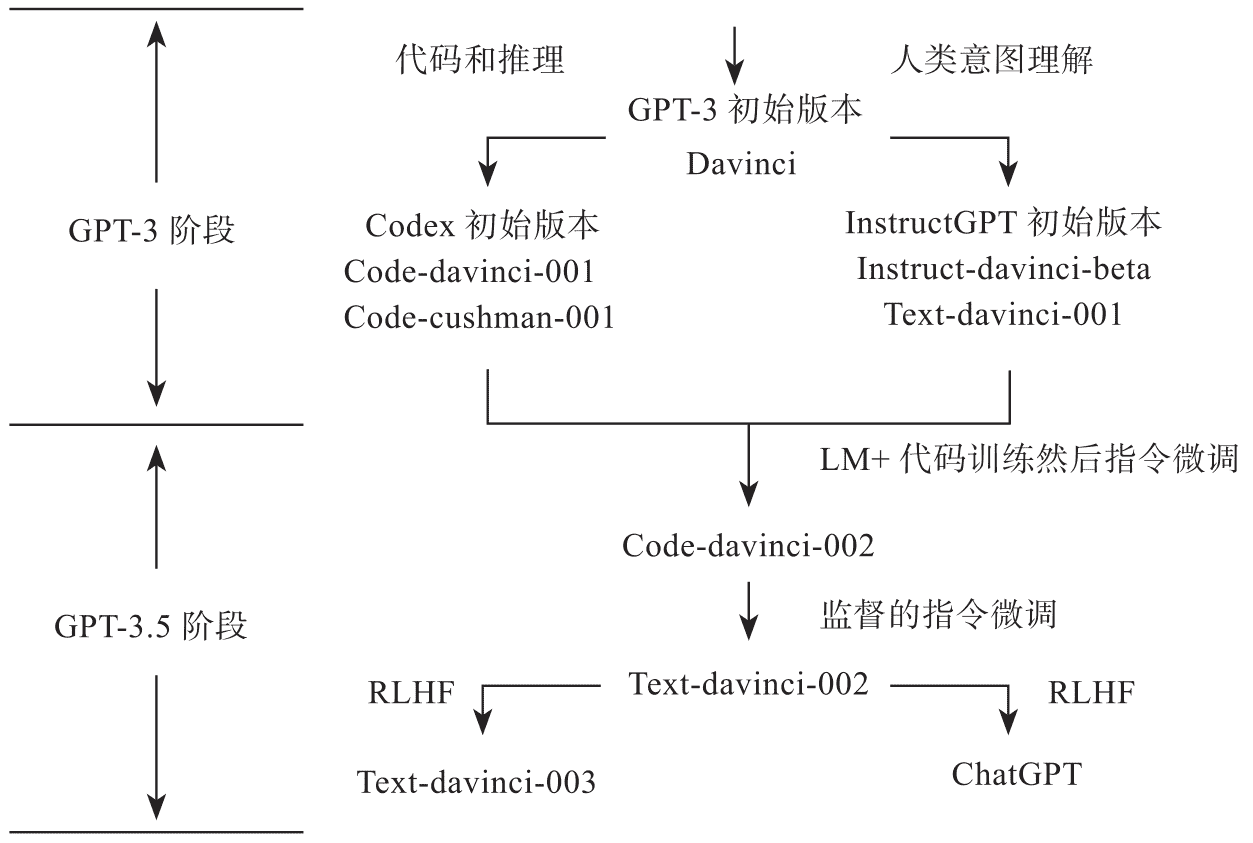 代码和推理
人类意图理解
GPT-3 初始版本
Davinci
GPT-3 阶段
Codex 初始版本
Code-davinci-001
Code-cushman-001
InstructGPT 初始版本
Instruct-davinci-beta
Text-davinci-001
LM+ 代码训练然后指令微调
Code-davinci-002
GPT-3.5 阶段
监督的指令微调
RLHF
Text-davinci-002
RLHF
Text-davinci-003
ChatGPT